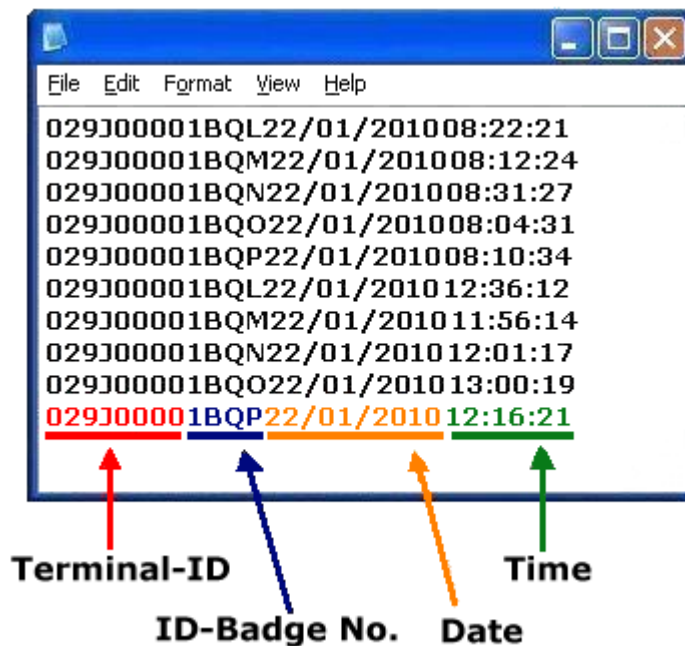 File Edit Format View Help
029J00001BQL22/01/201008:22:21
029J00001BQM22/01/201008:12:24
029J00001BQN22/01/201008:31:27
029J00001BQO22/01/201008:04:31
029J00001BQP22/01/201008:10:34
029J00001BQL22/01/201012:36:12
029J00001BQM22/01/201011:56:14
029J00001BQN22/01/201012:01:17
029J00001BQO22/01/201013:00:19
029J00001BQP22/01/201012:16:21
Terminal-ID Time
ID-Badge No. Date